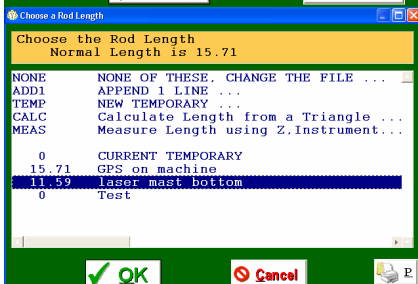 Choose a Rod Length
Choose the Rod Length
Normal Length is 15.71
NONE NONE OF THESE, CHANGE THE FILE ...
ADD1 APPEND 1 LINE ...
TEMP NEW TEMPORARY ...
CALC Calculate Length from a Triangle ...
MEAS Measure Length using Z,Instrument...
0 CURRENT TEMPORARY
15.71 GPS on machine
11.59 laser mast bottom
0 Test
OK Cancel P